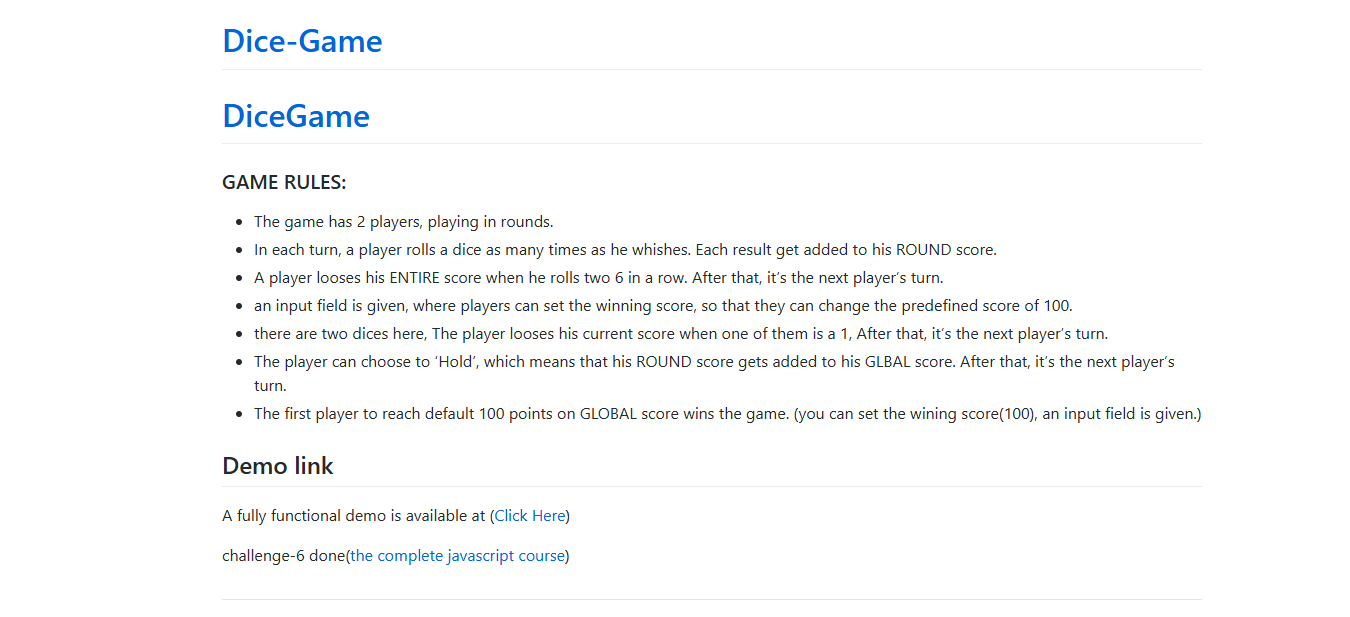 Dice-Game
DiceGame
GAME RULES:
The game has 2 players, playing in rounds.
In each turn, a player rolls a dice as many times as he whishes. Each result get added to his ROUND score.
A player looses his ENTIRE score when he rolls two 6 in a row. After that, it’s the next player’s turn.
an input field is given, where players can set the winning score, so that they can change the predefined score of 100.
there are two dices here, The player looses his current score when one of them is a 1, After that, it’s the next player’s turn.
The player can choose to ‘Hold’, which means that his ROUND score gets added to his GLBAL score. After that, it’s the next player’s
turn.
The first player to reach default 100 points on GLOBAL score wins the game. (you can set the wining score(100), an input field is given.)
Demo link
A fully functional demo is available at (Click Here)
challenge-6 done(the complete javascript course)